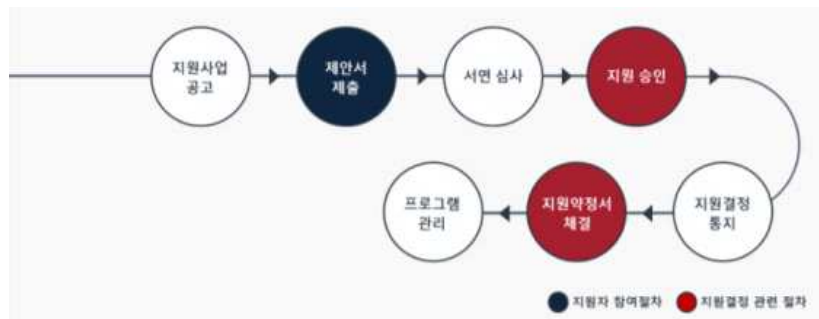 지원사업
공고
제안서
제출
서면 심사
지원 승인
지원결정
통지
지원약정서
체결
프로그램
관리
지원자 참여절차
지원결정 관련 절차